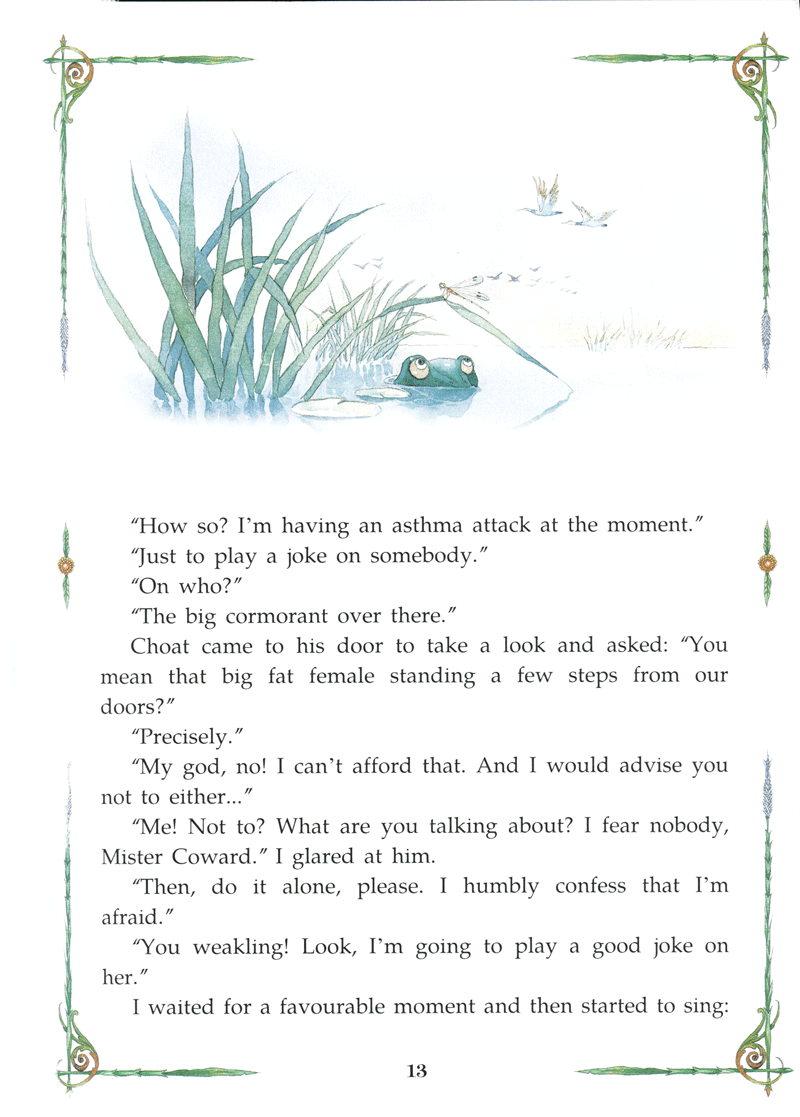 “How so? I’m having an asthma attack at the moment.”
“Just to play a joke on somebody.”
“On who?”
“The big cormorant over there.”
Choat came to his door to take a look and asked: “You
mean that big fat female standing a few steps from our
doors?”
“Precisely.”
“My god, no! I can’t afford that. And I would advise you
not to either...”
“Me! Not to? What are you talking about? I fear nobody,
Mister Coward.” I glared at him.
“Then, do it alone, please. I humbly confess that I’m
afraid.”
“You weakling! Look, I’m going to play a good joke on
her.”
I waited for a favourable moment and then started to sing:
13